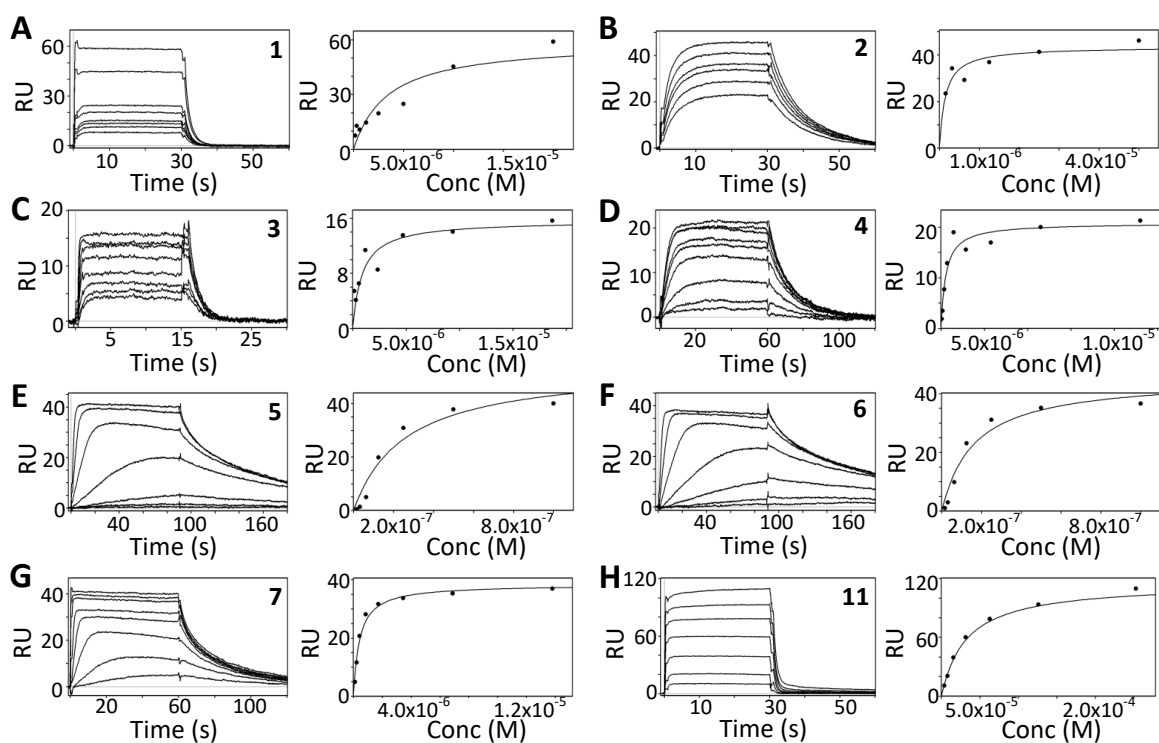 A
1
RU
60
30
0
10
30
50
Time (s)
RU
60
30
0
5.0x10-6
1.5x10-5
Conc (M)
B
2
RU
40
20
0
10
30
50
Time (s)
RU
40
20
0
1.0x10-6
4.0x10-6
Conc (M)
C
3
RU
20
10
0
5
15
25
Time (s)
RU
16
8
0
5.0x10-6
1.5x10-5
Conc (M)
D
4
RU
20
10
0
20
60
100
Time (s)
RU
20
10
0
5.0x10-6
1.0x10-5
Conc (M)
E
5
RU
40
20
0
40
100
160
Time (s)
RU
40
20
0
2.0x10-7
8.0x10-7
Conc (M)
F
6
RU
40
20
0
40
100
160
Time (s)
RU
40
20
0
2.0x10-7
8.0x10-7
Conc (M)
G
7
RU
40
20
0
20
60
100
Time (s)
RU
40
20
0
4.0x10-6
1.2x10-5
Conc (M)
H
11
RU
120
60
0
10
30
50
Time (s)
RU
120
60
0
5.0x10-5
2.0x10-4
Conc (M)